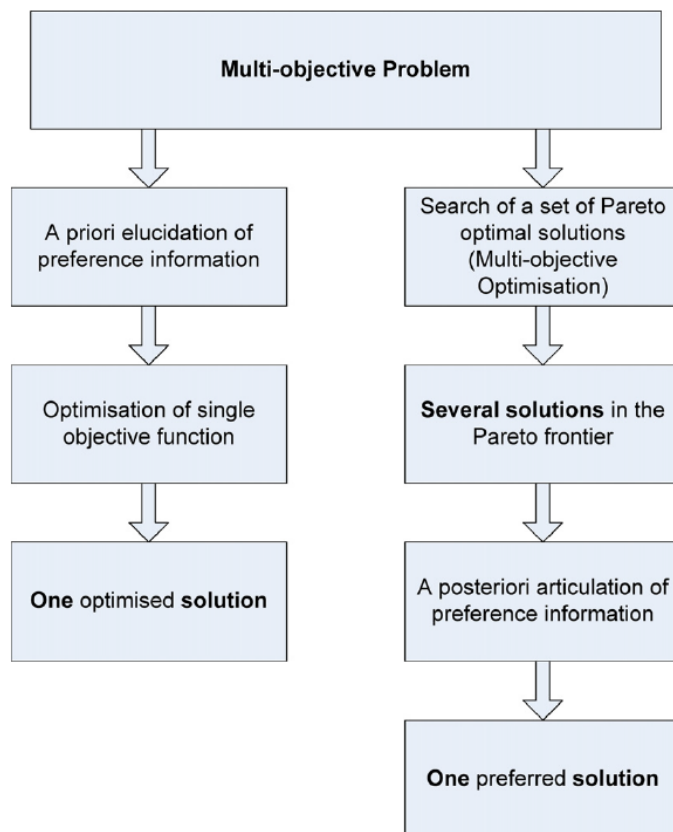 Multi-objective Problem
A priori elucidation of
preference information
Optimisation of single
objective function
One optimised solution
Search of a set of Pareto
optimal solutions
(Multi-objective
Optimisation)
Several solutions in the
Pareto frontier
A posteriori articulation of
preference information
One preferred solution